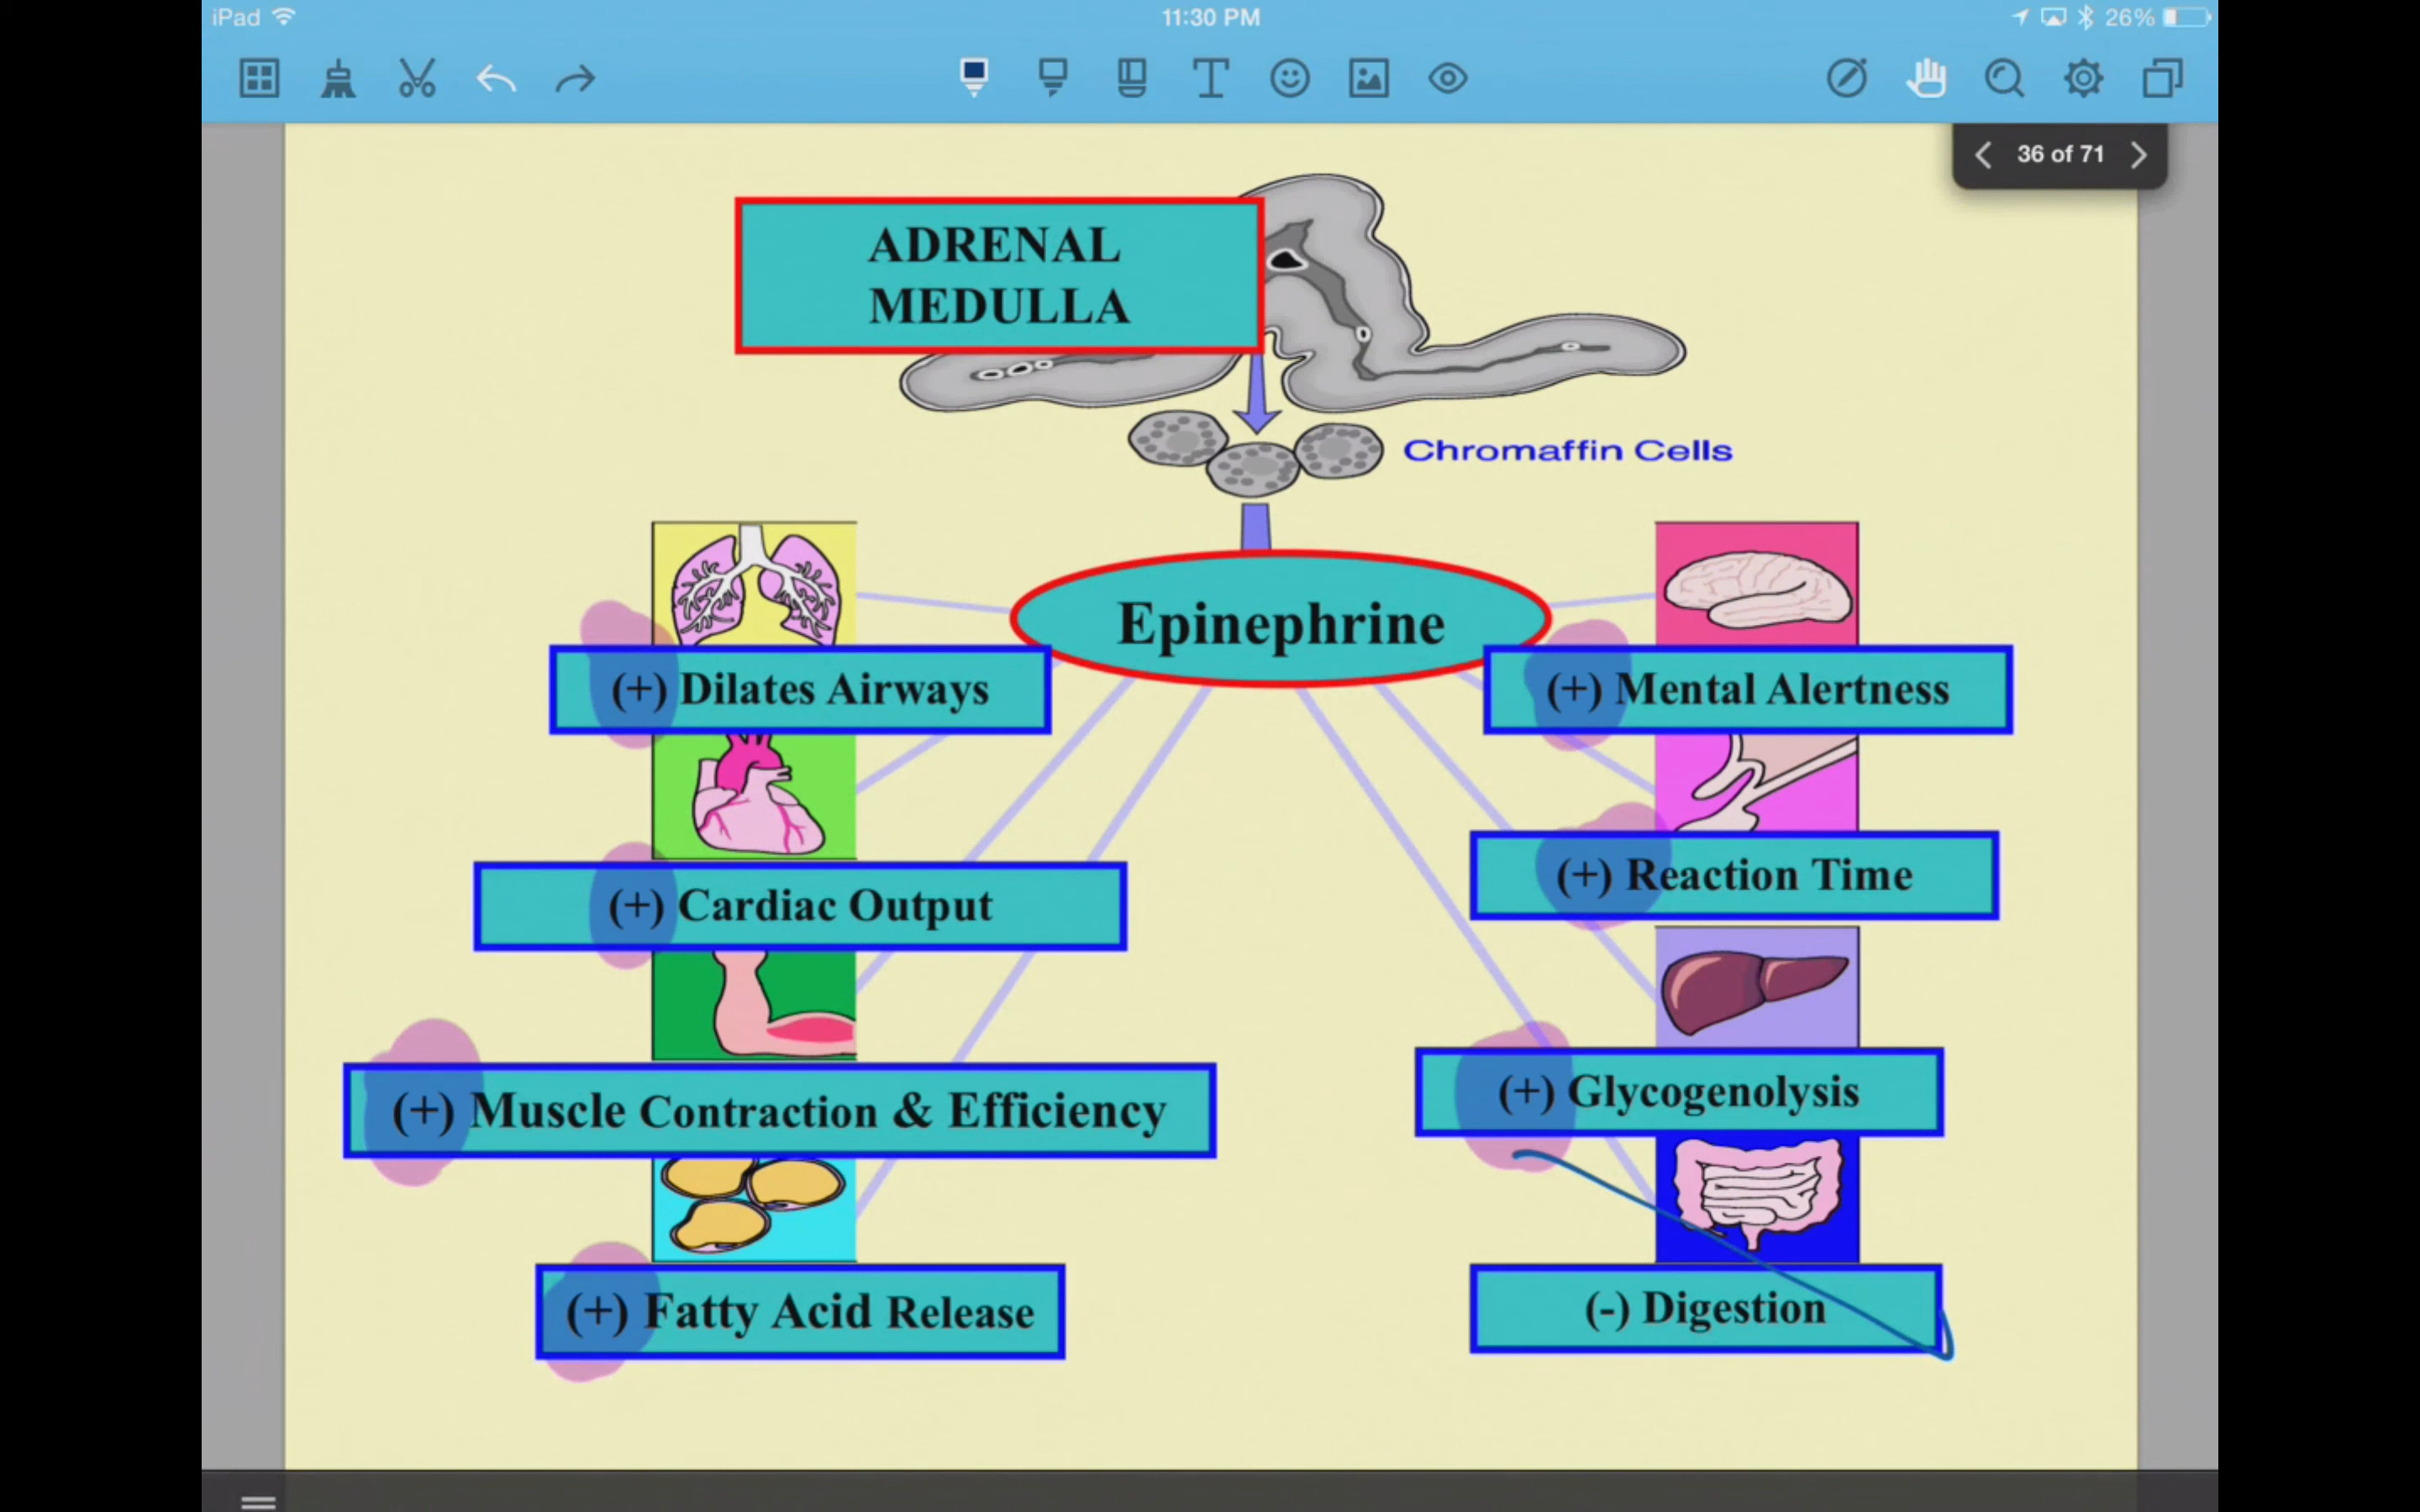 iPad
11:30 PM
26%
36 of 71
ADRENAL
MEDULLA
Chromaffin Cells
Epinephrine
(+) Dilates Airways
(+) Mental Alertness
(+) Cardiac Output
(+) Reaction Time
(+) Muscle Contraction & Efficiency
(+) Glycogenolysis
(+) Fatty Acid Release
(-) Digestion